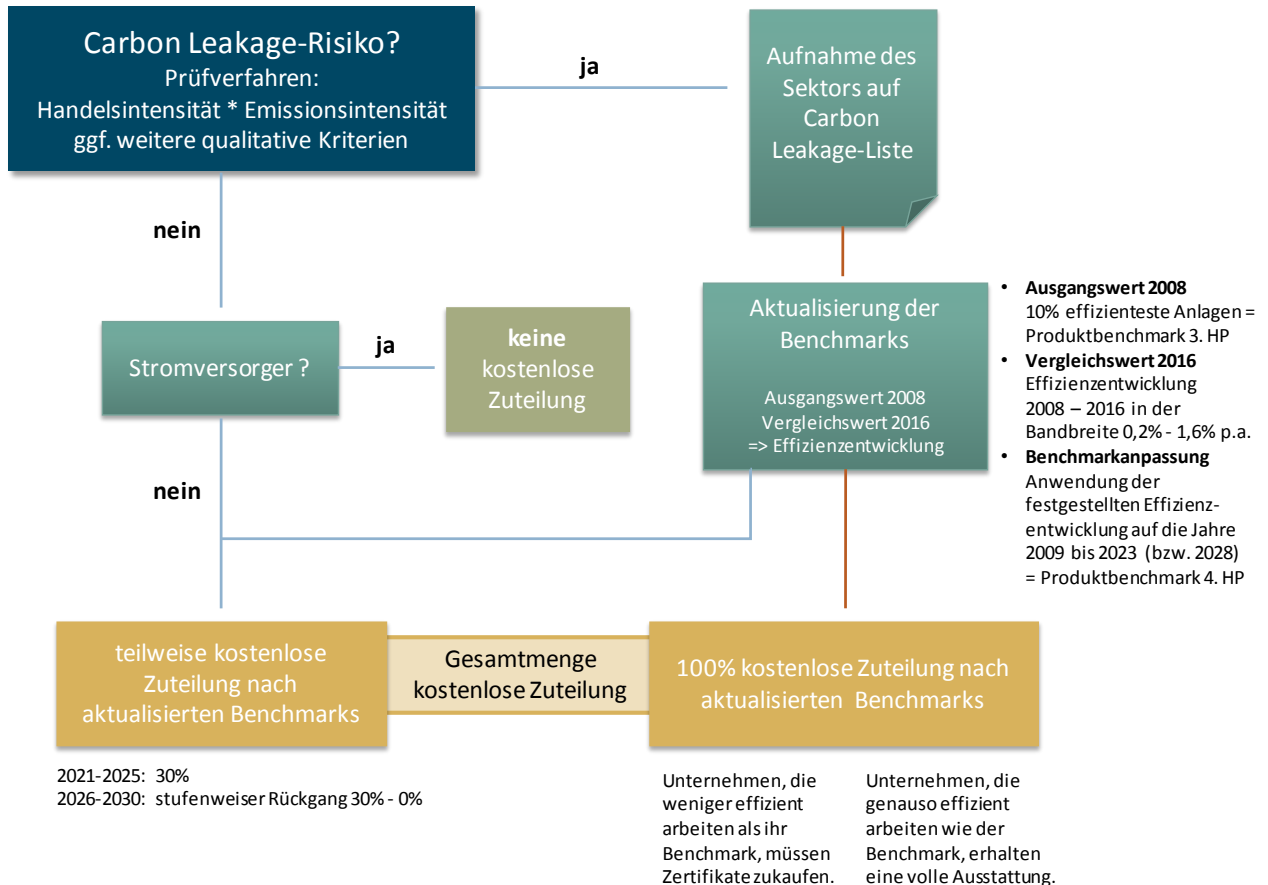 Carbon Leakage-Risiko?
Prüfverfahren:
Handelsintensität * Emissionsintensität
ggf. weitere qualitative Kriterien
ja
Aufnahme des
Sektors auf
Carbon
Leakage-Liste
nein
Stromversorger ?
ja
keine
kostenlose
Zuteilung
Aktualisierung der
Benchmarks
Ausgangswert 2008
Vergleichswert 2016
=> Effizienzentwicklung
• Ausgangswert 2008
10% effizienteste Anlagen =
Produktbenchmark 3. HP
• Vergleichswert 2016
Effizienzentwicklung
2008 – 2016 in der
Bandbreite 0,2% - 1,6% p.a.
• Benchmarkanpassung
Anwendung der
festgestellten Effizienz-
entwicklung auf die Jahre
2009 bis 2023 (bzw. 2028)
= Produktbenchmark 4. HP
nein
teilweise kostenlose
Zuteilung nach
aktualisierten Benchmarks
Gesamtmenge
kostenlose Zuteilung
100% kostenlose Zuteilung nach
aktualisierten Benchmarks
2021-2025: 30%
2026-2030: stufenweiser Rückgang 30% - 0%
Unternehmen, die
weniger effizient
arbeiten als ihr
Benchmark, müssen
Zertifikate zukaufen.
Unternehmen, die
genauso effizient
arbeiten wie der
Benchmark, erhalten
eine volle Ausstattung.